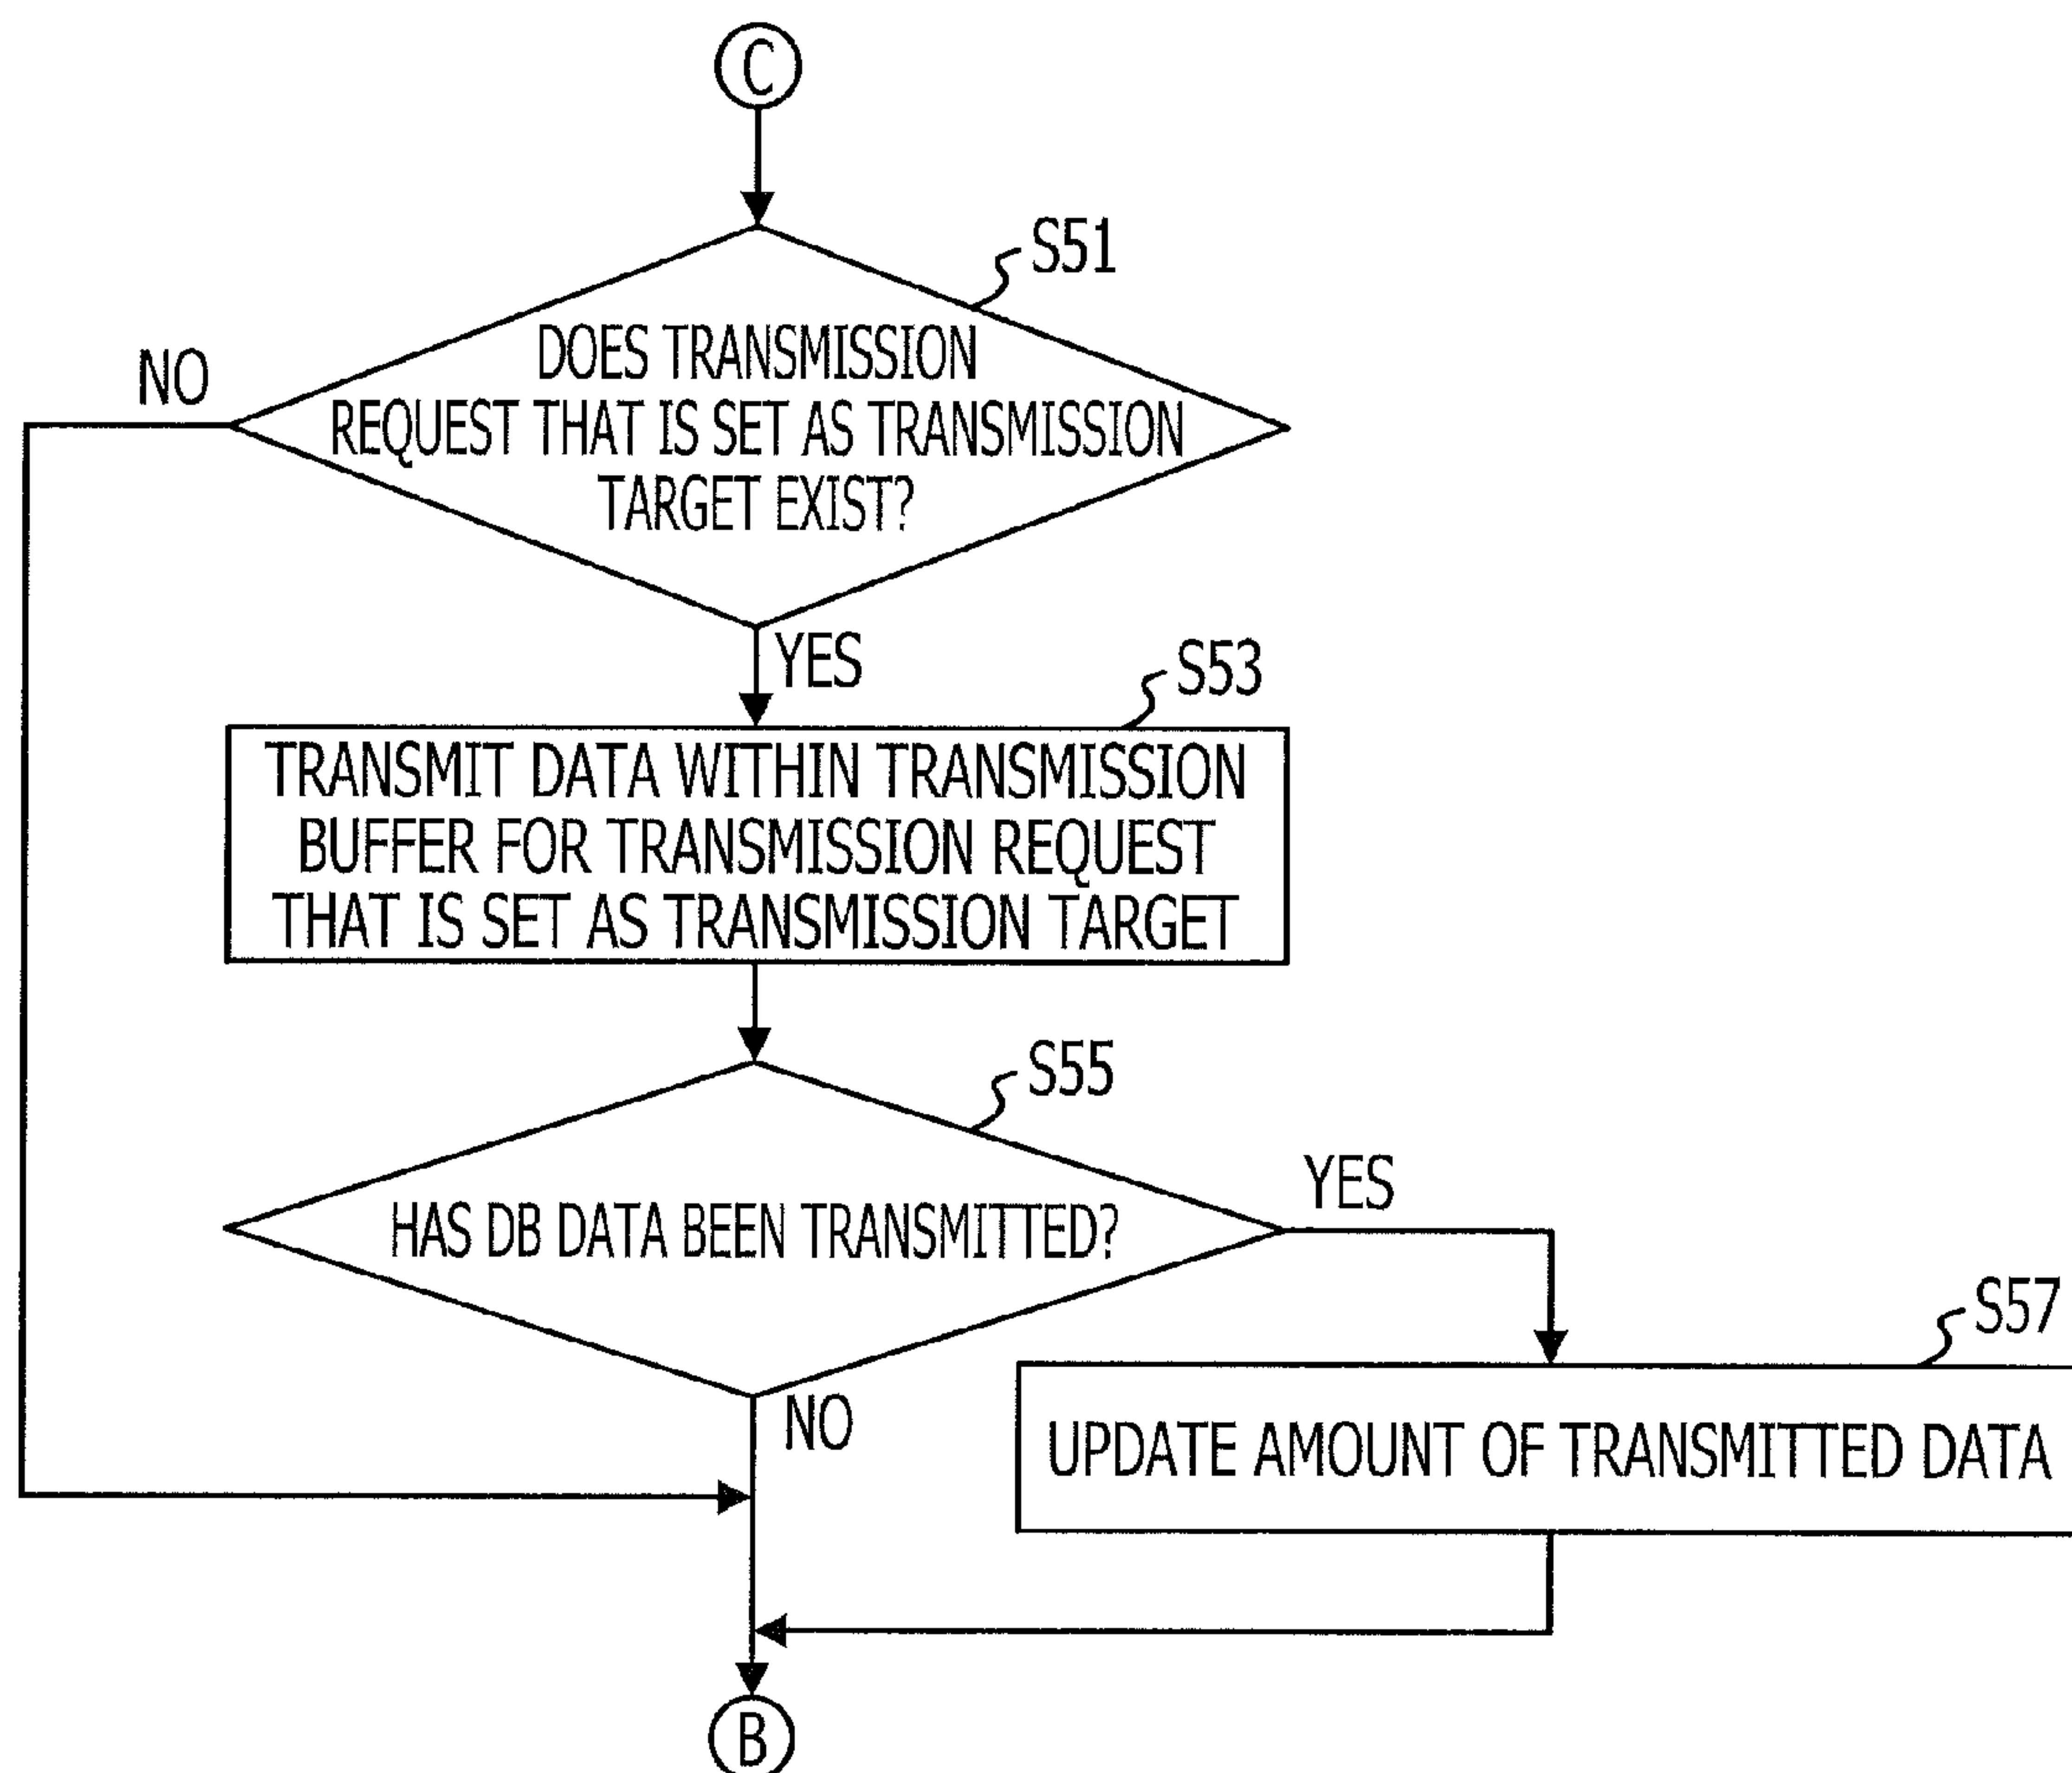 C
S51
DOES TRANSMISSION
REQUEST THAT IS SET AS TRANSMISSION
TARGET EXIST?
NO
YES
S53
TRANSMIT DATA WITHIN TRANSMISSION
BUFFER FOR TRANSMISSION REQUEST
THAT IS SET AS TRANSMISSION TARGET
S55
HAS DB DATA BEEN TRANSMITTED?
YES
NO
S57
UPDATE AMOUNT OF TRANSMITTED DATA
B